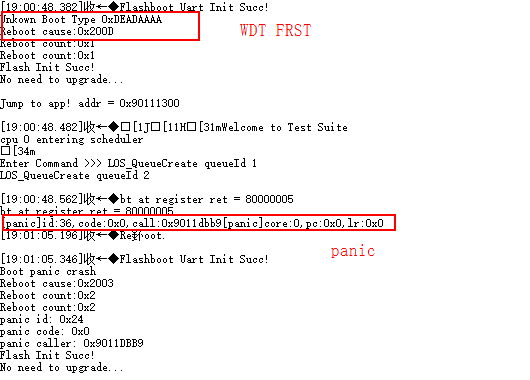 [19:00:48.382]收←◆Flashboot Uart Init Succ!
Unkown Boot Type 0xDEADAAAA
Reboot cause:0x200D
WDT FRST
Reboot count:0x1
Reboot count:0x1
Flash Init Succ!
No need to upgrade...
Jump to app! addr = 0x90111300
[19:00:48.482]收←◆□[1J□[11H□[31mWelcome to Test Suite
cpu 0 entering scheduler
□[34m
Enter Command >>> LOS_QueueCreate queueId 1
LOS_QueueCreate queueId 2
[19:00:48.562]收←◆bt at register ret = 80000005
bt at register ret = 80000005
[panic]id:36,code:0x0,call:0x9011dbb9[panic]core:0,pc:0x0,lr:0x0
[19:01:05.196]收←◆Re oot.
panic
[19:01:05.346]收←◆Flashboot Uart Init Succ!
Boot panic crash
Reboot cause:0x2003
Reboot count:0x2
Reboot count:0x2
panic id: 0x24
panic code: 0x0
panic caller: 0x9011DBB9
Flash Init Succ!
No need to upgrade...